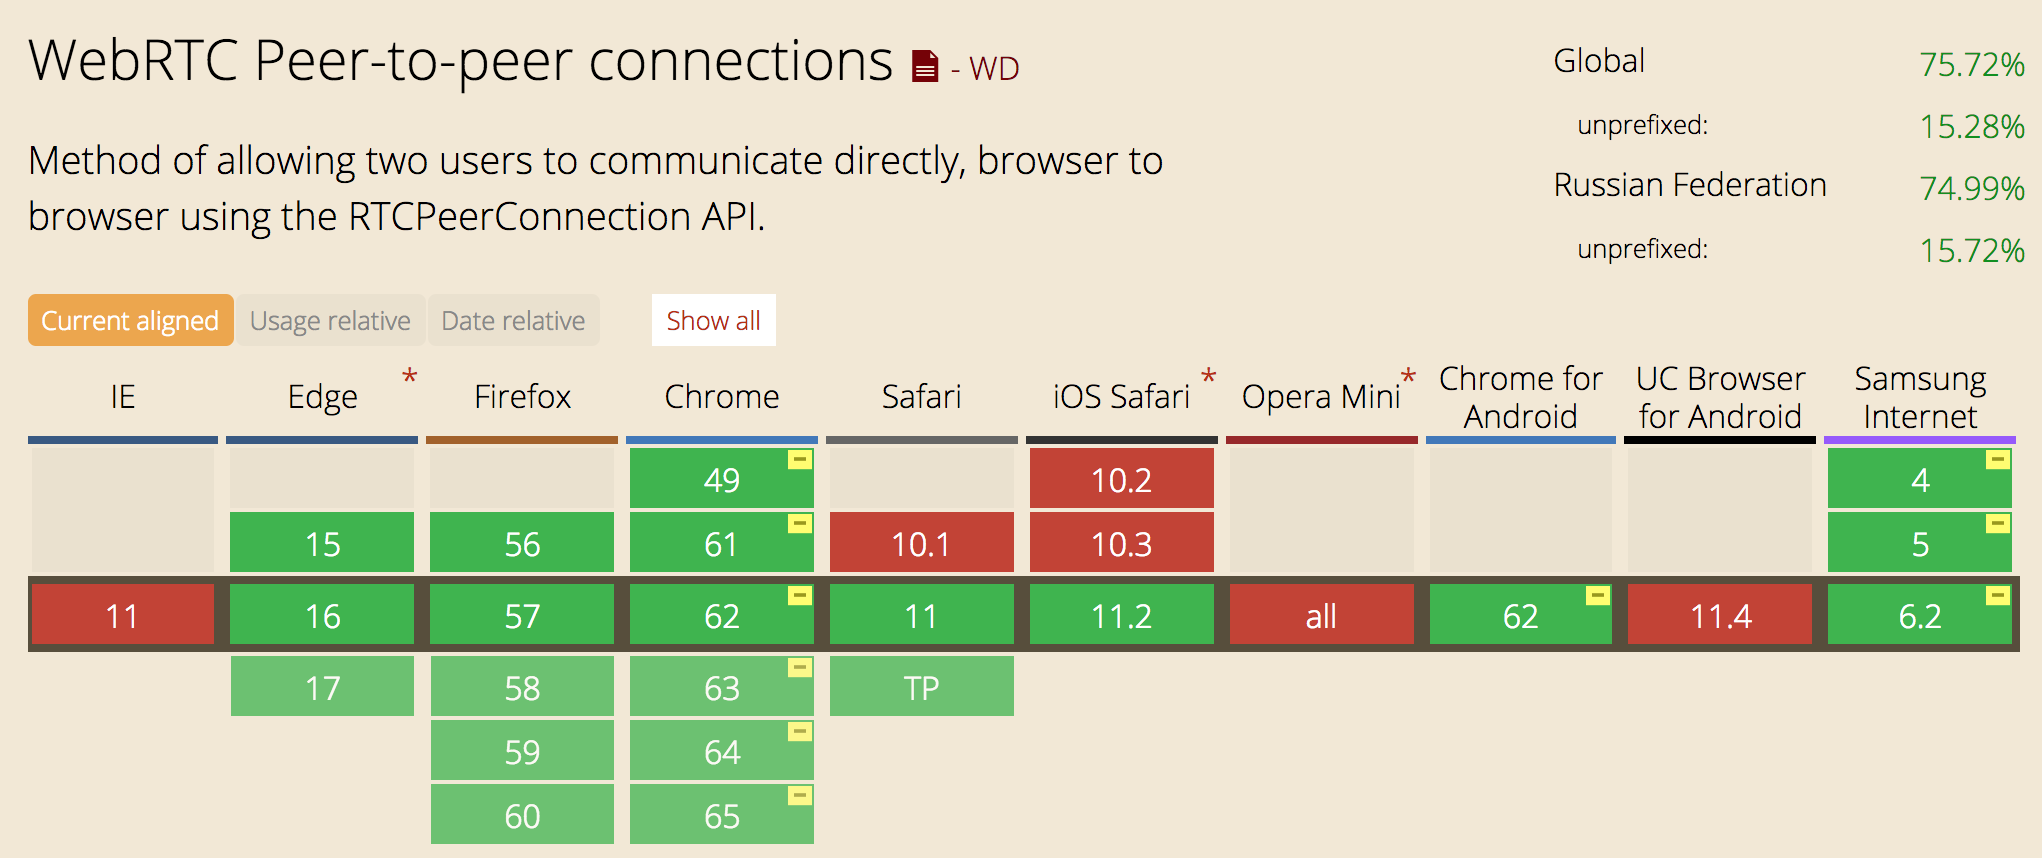 WebRTC Peer-to-peer connections - WD
Global 75.72%
unprefixed: 15.28%
Russian Federation 74.99%
unprefixed: 15.72%
Method of allowing two users to communicate directly, browser to
browser using the RTCPeerConnection API.
Current aligned Usage relative Date relative Show all
IE Edge * Firefox Chrome Safari iOS Safari * Opera Mini * Chrome for Android UC Browser for Android Samsung Internet
49 10.2 4
15 56 61 10.1 10.3 5
11 16 57 62 11 11.2 all 62 11.4 6.2
17 58 63 TP
59 64
60 65